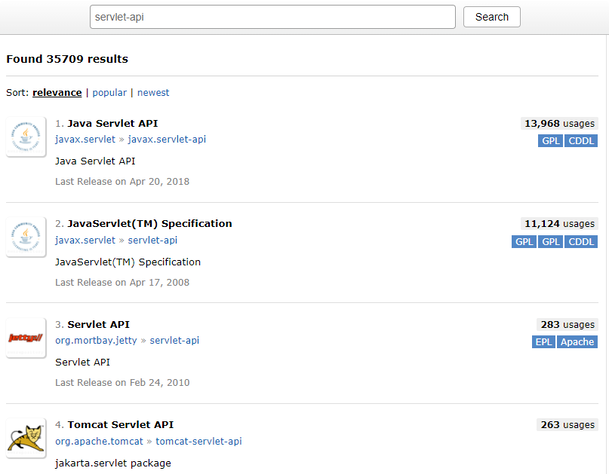 servlet-api Search
Found 35709 results
Sort: relevance | popular | newest
1. Java Servlet API 13,968 usages
javax.servlet » javax.servlet-api GPL CDDL
Java Servlet API
Last Release on Apr 20, 2018
2. JavaServlet(TM) Specification 11,124 usages
javax.servlet » servlet-api GPL GPL CDDL
JavaServlet(TM) Specification
Last Release on Apr 17, 2008
jetty://
3. Servlet API 283 usages
org.mortbay.jetty » servlet-api EPL Apache
Servlet API
Last Release on Feb 24, 2010
4. Tomcat Servlet API 263 usages
org.apache.tomcat » tomcat-servlet-api
jakarta.servlet package